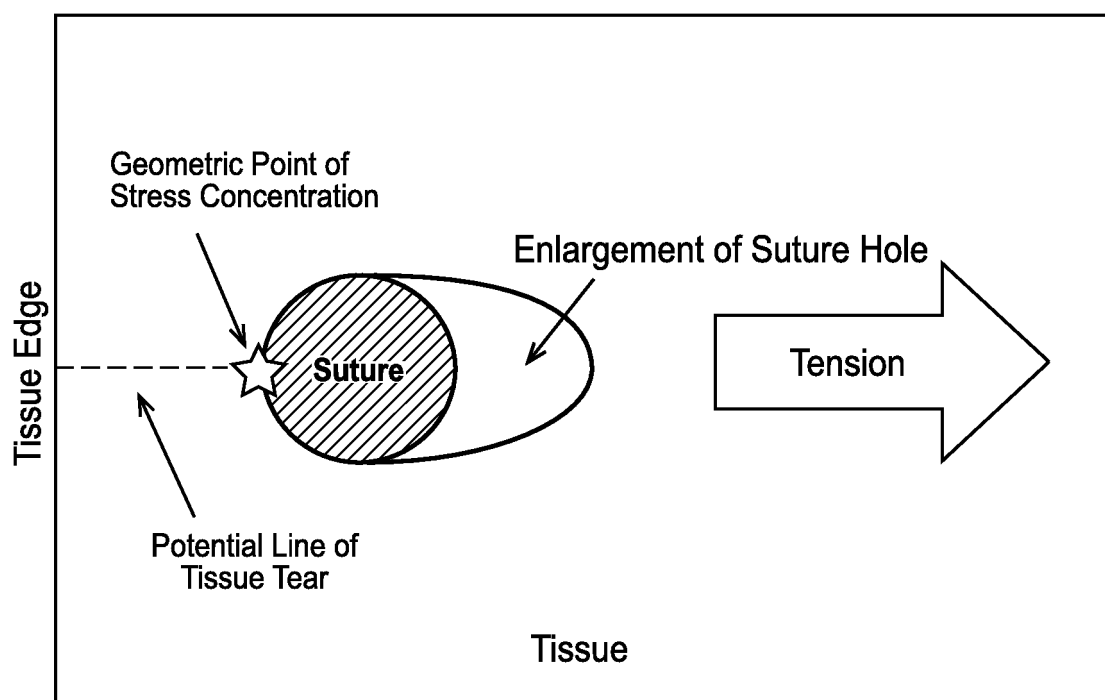 Geometric Point of
Stress Concentration
Enlargement of Suture Hole
Tissue Edge
Suture
Tension
Potential Line of
Tissue Tear
Tissue